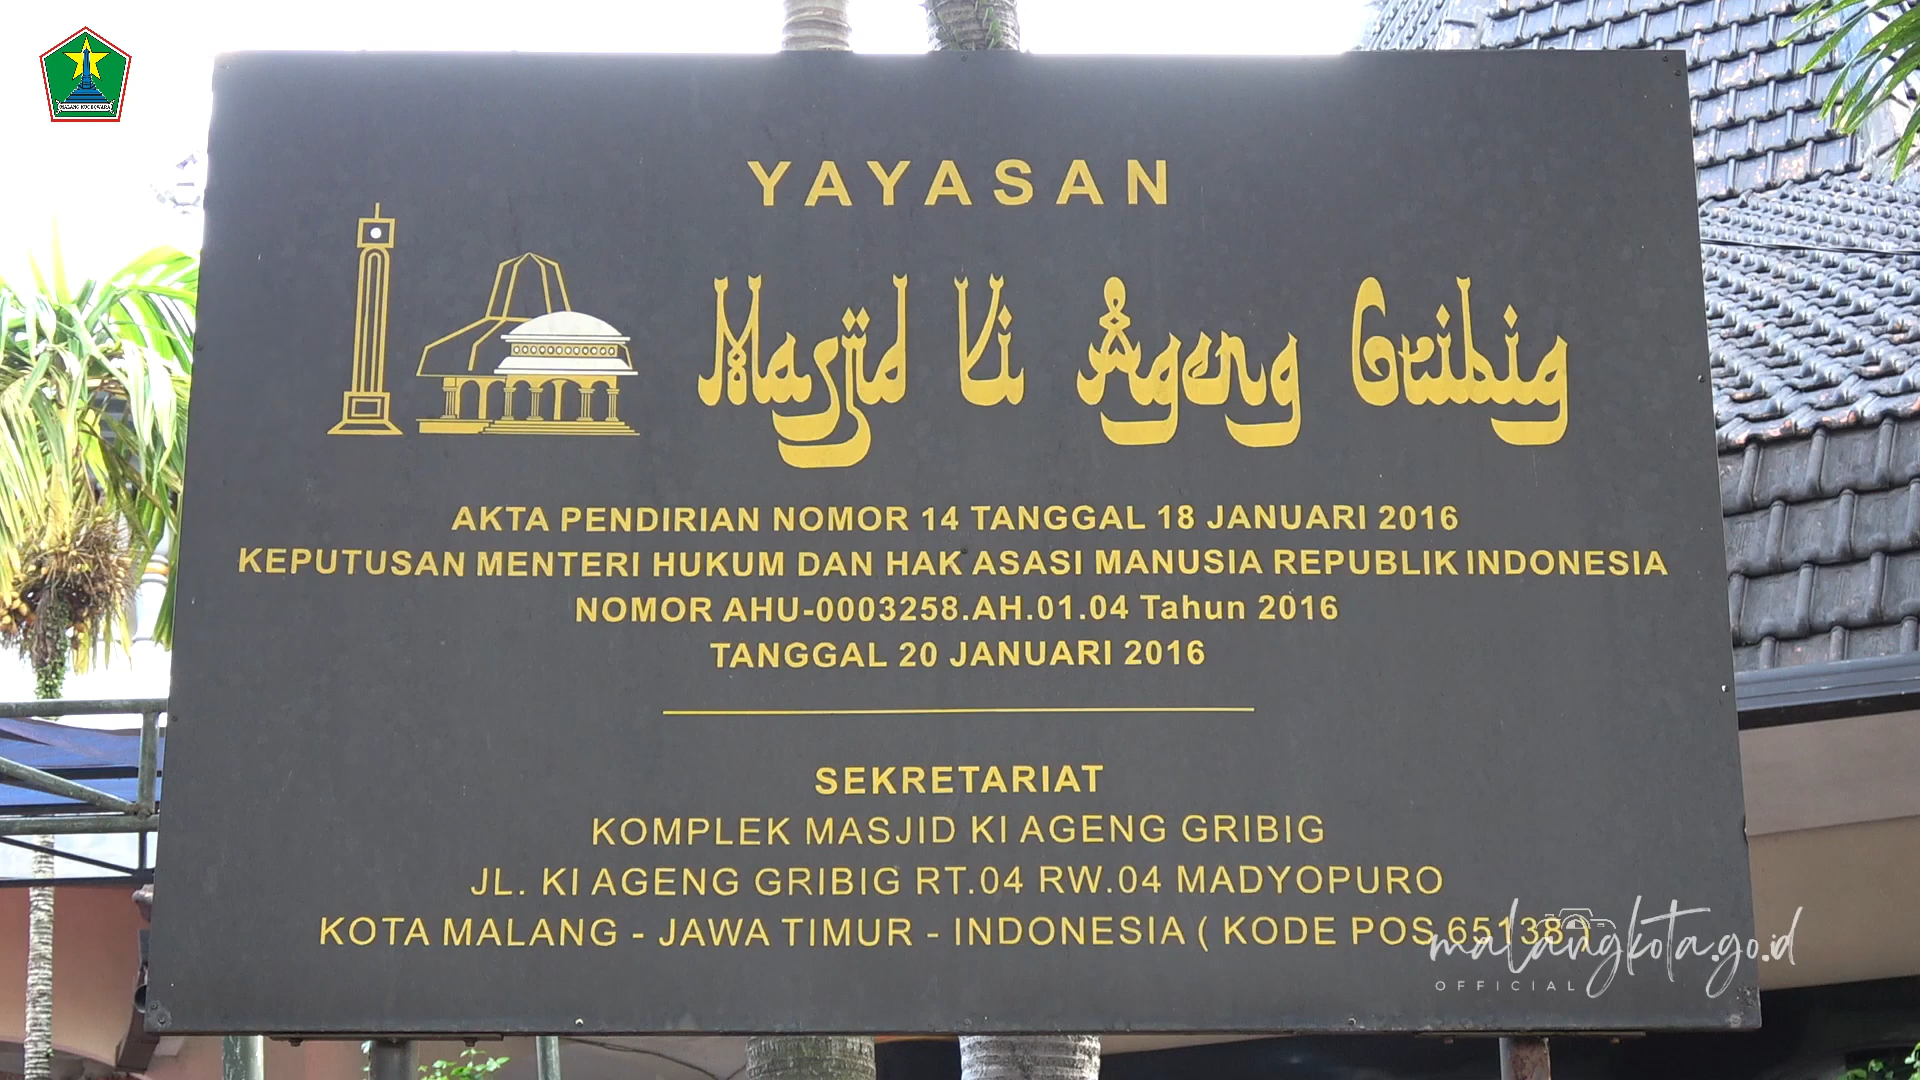 YAYASAN
Masjid Ki Ageng Gribig
AKTA PENDIRIAN NOMOR 14 TANGGAL 18 JANUARI 2016
KEPUTUSAN MENTERI HUKUM DAN HAK ASASI MANUSIA REPUBLIK INDONESIA
NOMOR AHU-0003258.AH.01.04 Tahun 2016
TANGGAL 20 JANUARI 2016
SEKRETARIAT
KOMPLEK MASJID KI AGENG GRIBIG
JL. KI AGENG GRIBIG RT.04 RW.04 MADYOPURO
KOTA MALANG - JAWA TIMUR - INDONESIA ( KODE POS 65138 )
malangkota.go.id
OFFICIAL